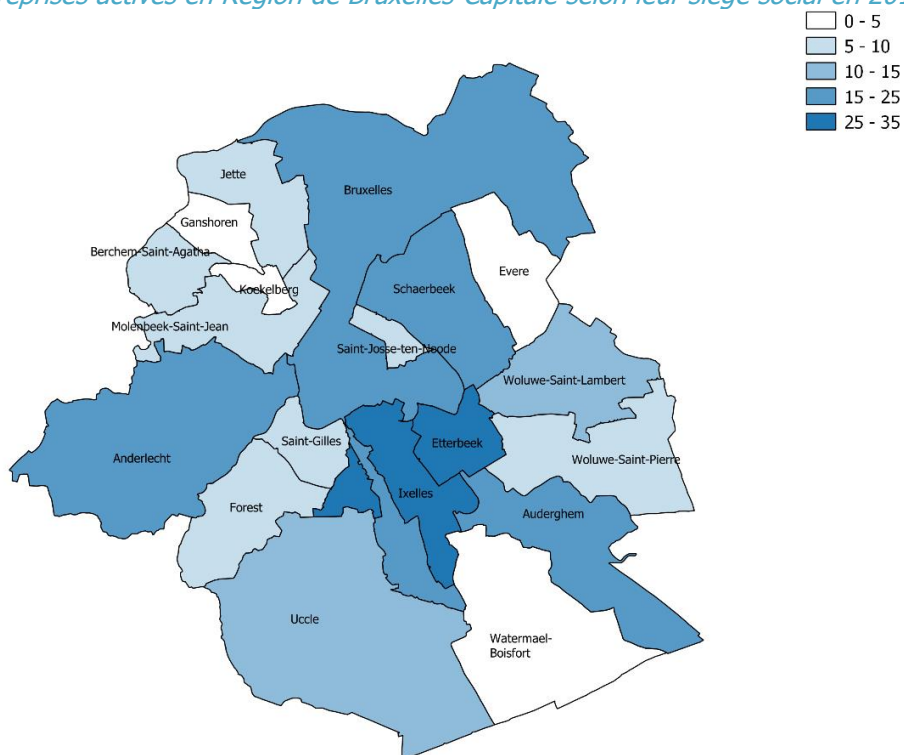 reprises actives en Région de Bruxelles-Capitale selon leur siège social en 201
0 - 5
5 - 10
10 - 15
15 - 25
25 - 35
Jette
Bruxelles
Ganshoren
Berchem-Saint-Agatha
Koekelberg
Evere
Schaerbeek
Molenbeek-Saint-Jean
Saint-Josse-ten-Noode
Woluwe-Saint-Lambert
Saint-Gilles
Etterbeek
Anderlecht
Woluwe-Saint-Pierre
Ixelles
Forest
Auderghem
Uccle
Watermael-
Boisfort